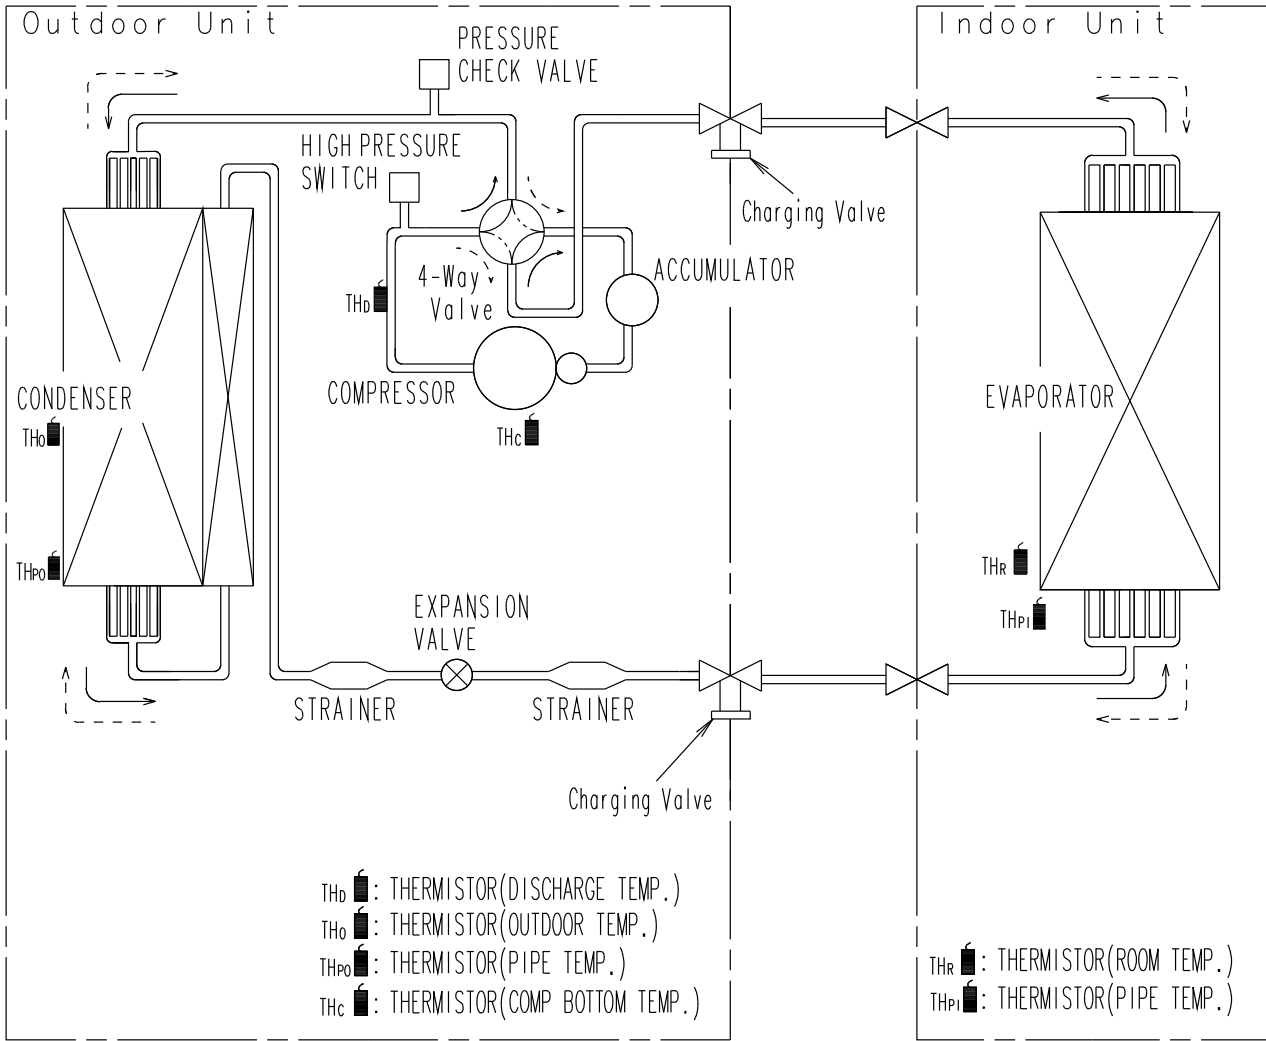 Outdoor Unit
Indoor Unit
PRESSURE
CHECK VALVE
HIGH PRESSURE
SWITCH
Charging Valve
4-Way
Valve
ACCUMULATOR
THD
COMPRESSOR
CONDENSER
EVAPORATOR
THO
THC
THPO
THR
THPI
EXPANSION
VALVE
STRAINER
STRAINER
Charging Valve
THD : THERMISTOR(DISCHARGE TEMP.)
THO : THERMISTOR(OUTDOOR TEMP.)
THPO : THERMISTOR(PIPE TEMP.)
THC : THERMISTOR(COMP BOTTOM TEMP.)
THR : THERMISTOR(ROOM TEMP.)
THPI : THERMISTOR(PIPE TEMP.)